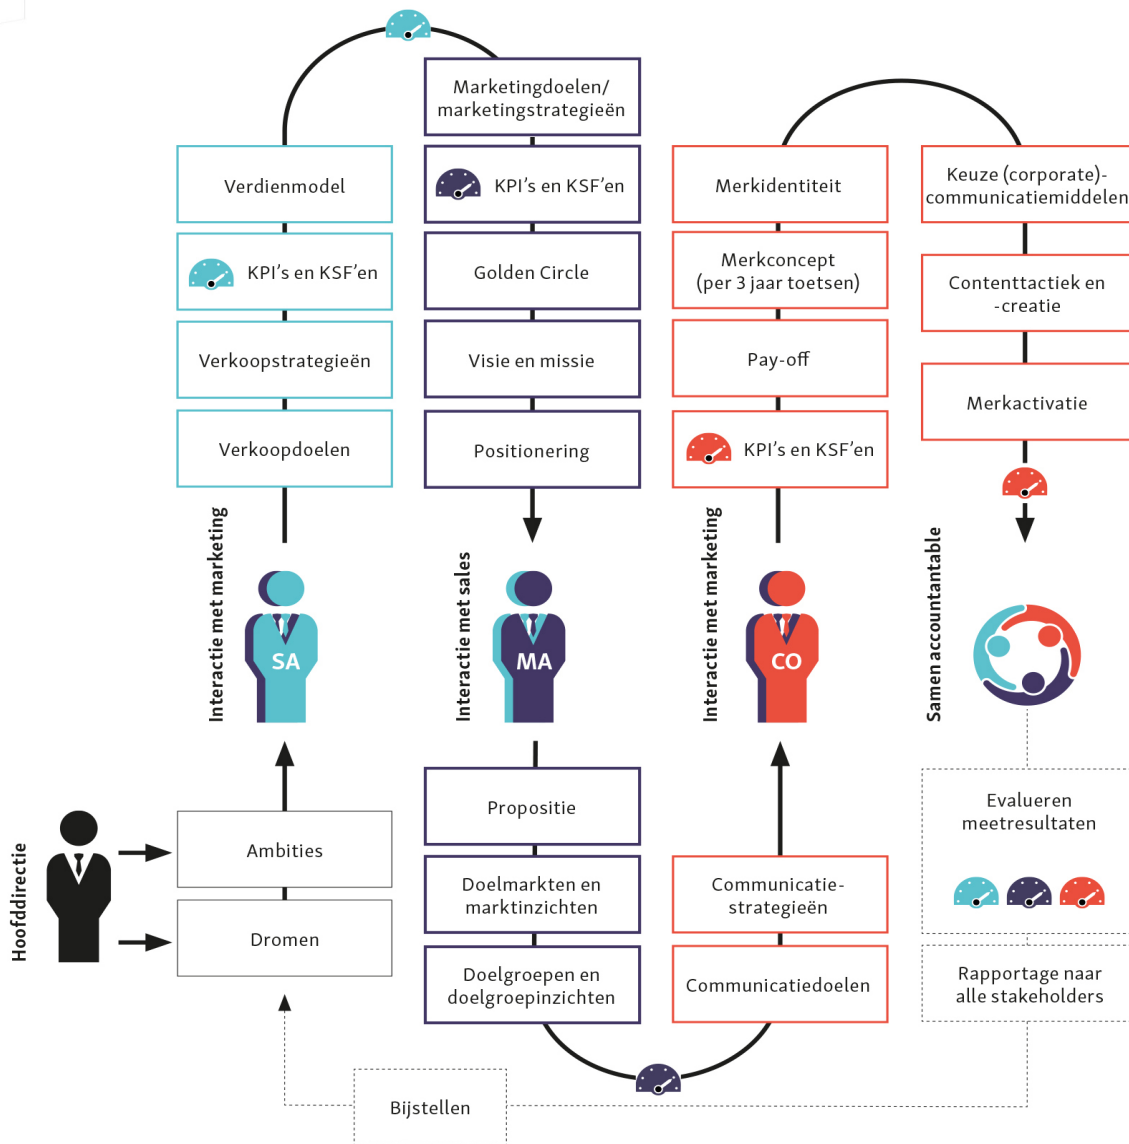 Hoofddirectie
Dromen
Ambities
Interactie met marketing
SA
Verkoopdoelen
Verkoopstrategieën
KPI's en KSF'en
Verdienmodel
Marketingdoelen/
marketingstrategieën
KPI's en KSF'en
Golden Circle
Visie en missie
Positionering
Interactie met sales
MA
Propositie
Doelmarkten en
marktinzichten
Doelgroepen en
doelgroepinzichten
Communicatiedoelen
Communicatie-
strategieën
Interactie met marketing
CO
KPI's en KSF'en
Pay-off
Merkconcept
(per 3 jaar toetsen)
Merkidentiteit
Keuze (corporate)-
communicatiemiddelen
Contenttactiek en
-creatie
Merkactivatie
Samen accountantable
Evalueren
meetresultaten
Rapportage naar
alle stakeholders
Bijstellen